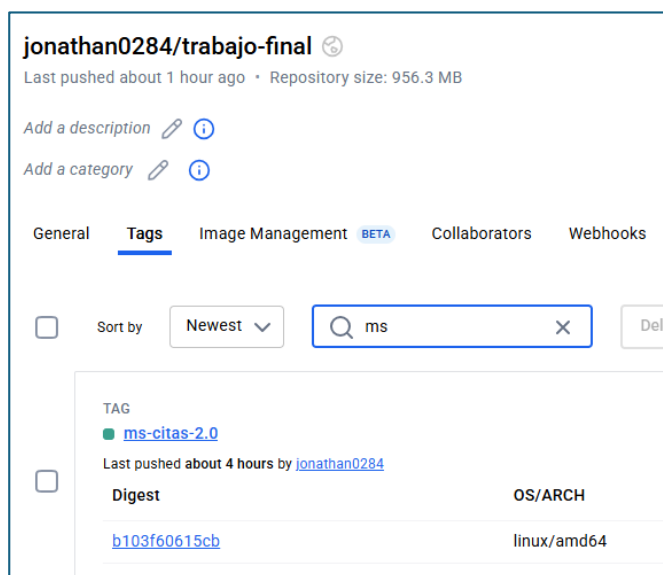 jonathan0284/trabajo-final
Last pushed about 1 hour ago • Repository size: 956.3 MB
Add a description
Add a category
General Tags Image Management BETA Collaborators Webhooks
Sort by Newest ms Del
TAG
ms-citas-2.0
Last pushed about 4 hours by jonathan0284
Digest OS/ARCH
b103f60615cb linux/amd64